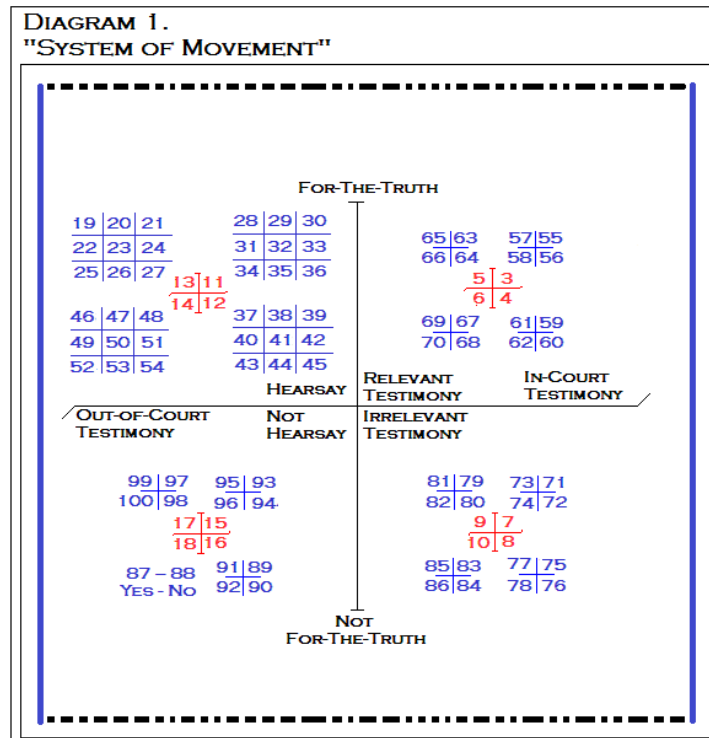 DIAGRAM 1.
"SYSTEM OF MOVEMENT"
FOR-THE-TRUTH
19 20 21 28 29 30
65 63 57 55
22 23 24 31 32 33
66 64 58 56
25 26 27 34 35 36
13 11 5 3
14 12 6 4
46 47 48 37 38 39
69 67 61 59
49 50 51 40 41 42
70 68 62 60
52 53 54 43 44 45
HEARSAY RELEVANT TESTIMONY IN-COURT TESTIMONY
OUT-OF-COURT TESTIMONY NOT HEARSAY IRRELEVANT TESTIMONY
99 97 95 93 81 79 73 71
100 98 96 94 82 80 74 72
17 15 9 7
18 16 10 8
87 – 88 91 89 85 83 77 75
YES - NO 92 90 86 84 78 76
NOT
FOR-THE-TRUTH